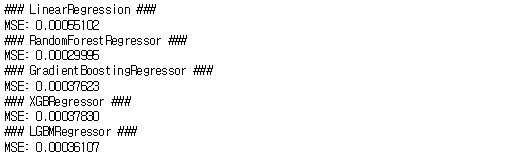 ### LinearRegression ###
MSE: 0.00055102
### RandomForestRegressor ###
MSE: 0.00029995
### GradientBoostingRegressor ###
MSE: 0.00037623
### XGBRegressor ###
MSE: 0.00037830
### LGBMRegressor ###
MSE: 0.00036107